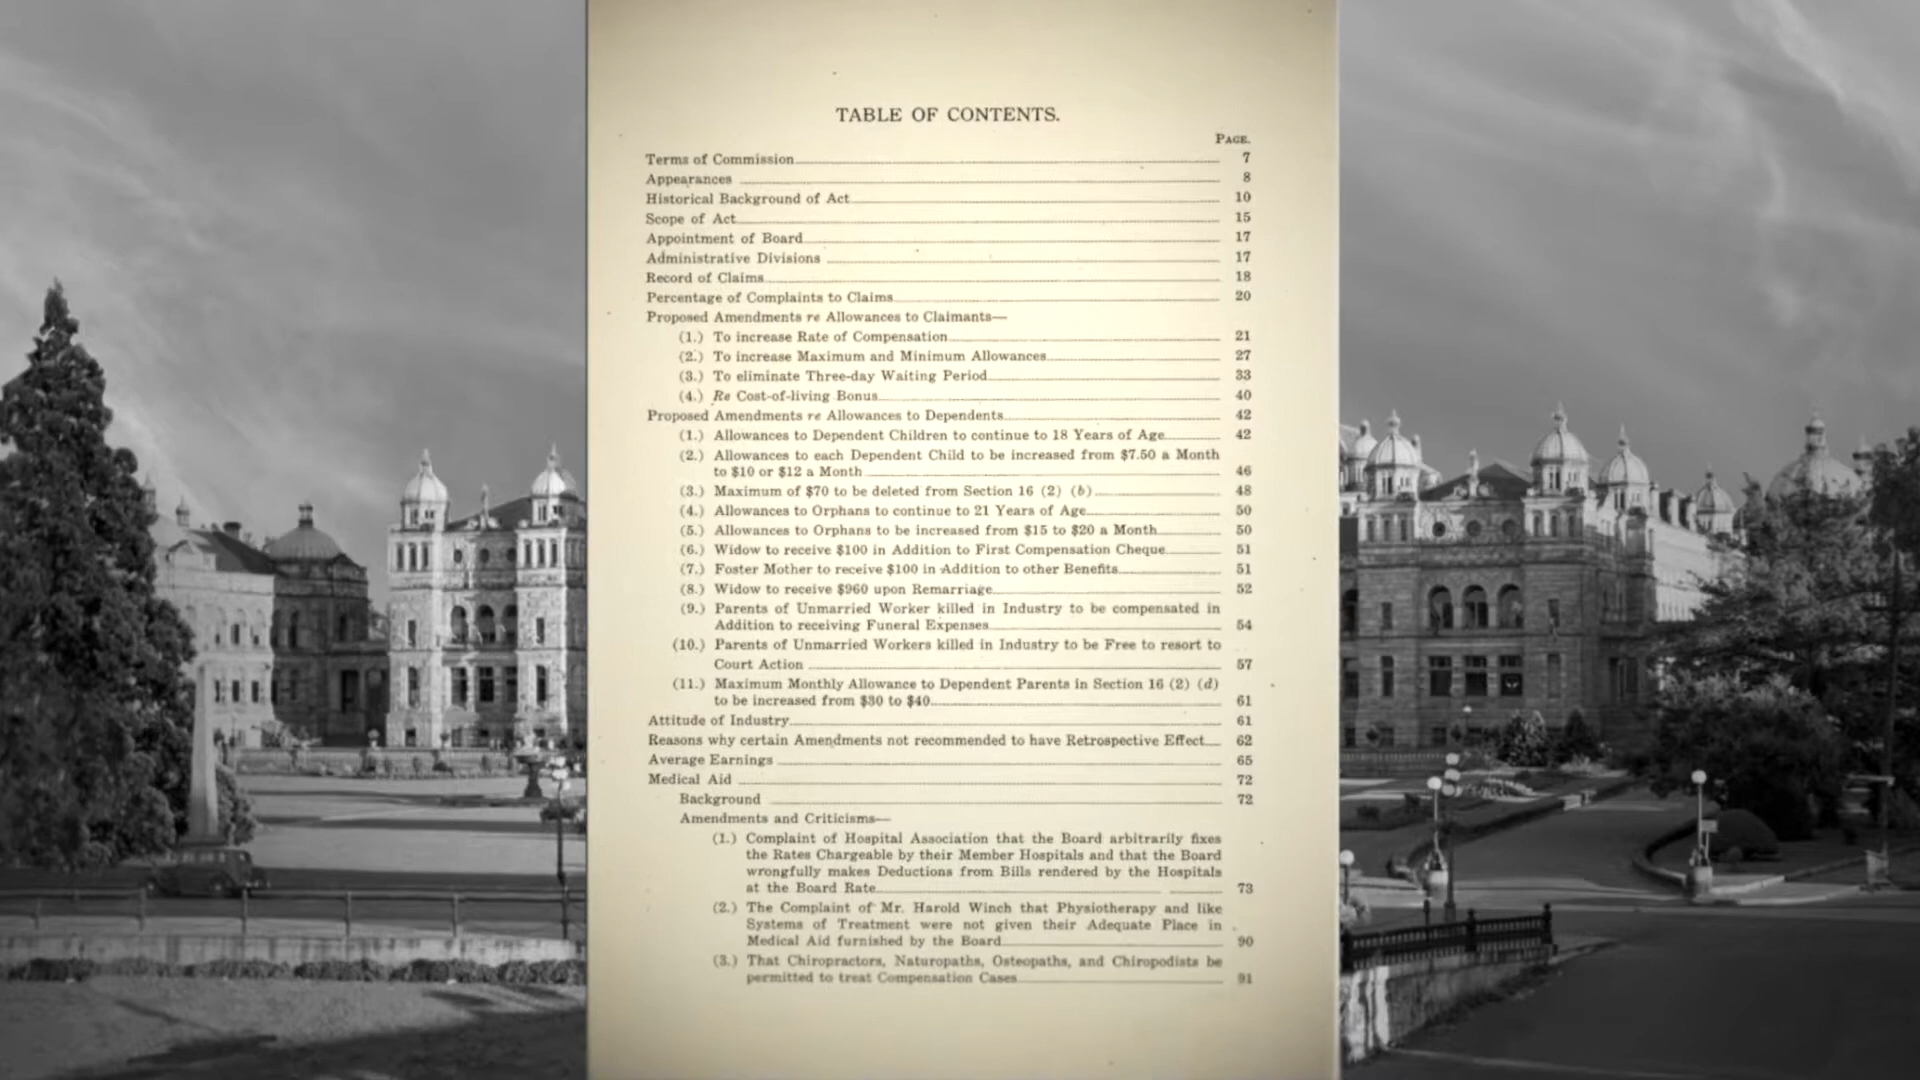 TABLE OF CONTENTS.
PAGE.
Terms of Commission 7
Appearances 8
Historical Background of Act 10
Scope of Act 15
Appointment of Board 17
Administrative Divisions 17
Record of Claims 18
Percentage of Complaints to Claims 20
Proposed Amendments re Allowances to Claimants—
(1.) To increase Rate of Compensation 21
(2.) To increase Maximum and Minimum Allowances 27
(3.) To eliminate Three-day Waiting Period 33
(4.) Re Cost-of-living Bonus 40
Proposed Amendments re Allowances to Dependents 42
(1.) Allowances to Dependent Children to continue to 18 Years of Age 42
(2.) Allowances to each Dependent Child to be increased from $7.50 a Month
to $10 or $12 a Month 46
(3.) Maximum of $70 to be deleted from Section 16 (2) (b) 48
(4.) Allowances to Orphans to continue to 21 Years of Age 50
(5.) Allowances to Orphans to be increased from $15 to $20 a Month 50
(6.) Widow to receive $100 in Addition to First Compensation Cheque 51
(7.) Foster Mother to receive $100 in Addition to other Benefits 51
(8.) Widow to receive $960 upon Remarriage 52
(9.) Parents of Unmarried Worker killed in Industry to be compensated in
Addition to receiving Funeral Expenses 54
(10.) Parents of Unmarried Workers killed in Industry to be Free to resort to
Court Action 57
(11.) Maximum Monthly Allowance to Dependent Parents in Section 16 (2) (d)
to be increased from $30 to $40 61
Attitude of Industry 61
Reasons why certain Amendments not recommended to have Retrospective Effect 62
Average Earnings 65
Medical Aid 72
Background 72
Amendments and Criticisms—
(1.) Complaint of Hospital Association that the Board arbitrarily fixes
the Rates Chargeable by their Member Hospitals and that the Board
wrongfully makes Deductions from Bills rendered by the Hospitals
at the Board Rate 73
(2.) The Complaint of Mr. Harold Winch that Physiotherapy and like
Systems of Treatment were not given their Adequate Place in
Medical Aid furnished by the Board 90
(3.) That Chiropractors, Naturopaths, Osteopaths, and Chiropodists be
permitted to treat Compensation Cases 91